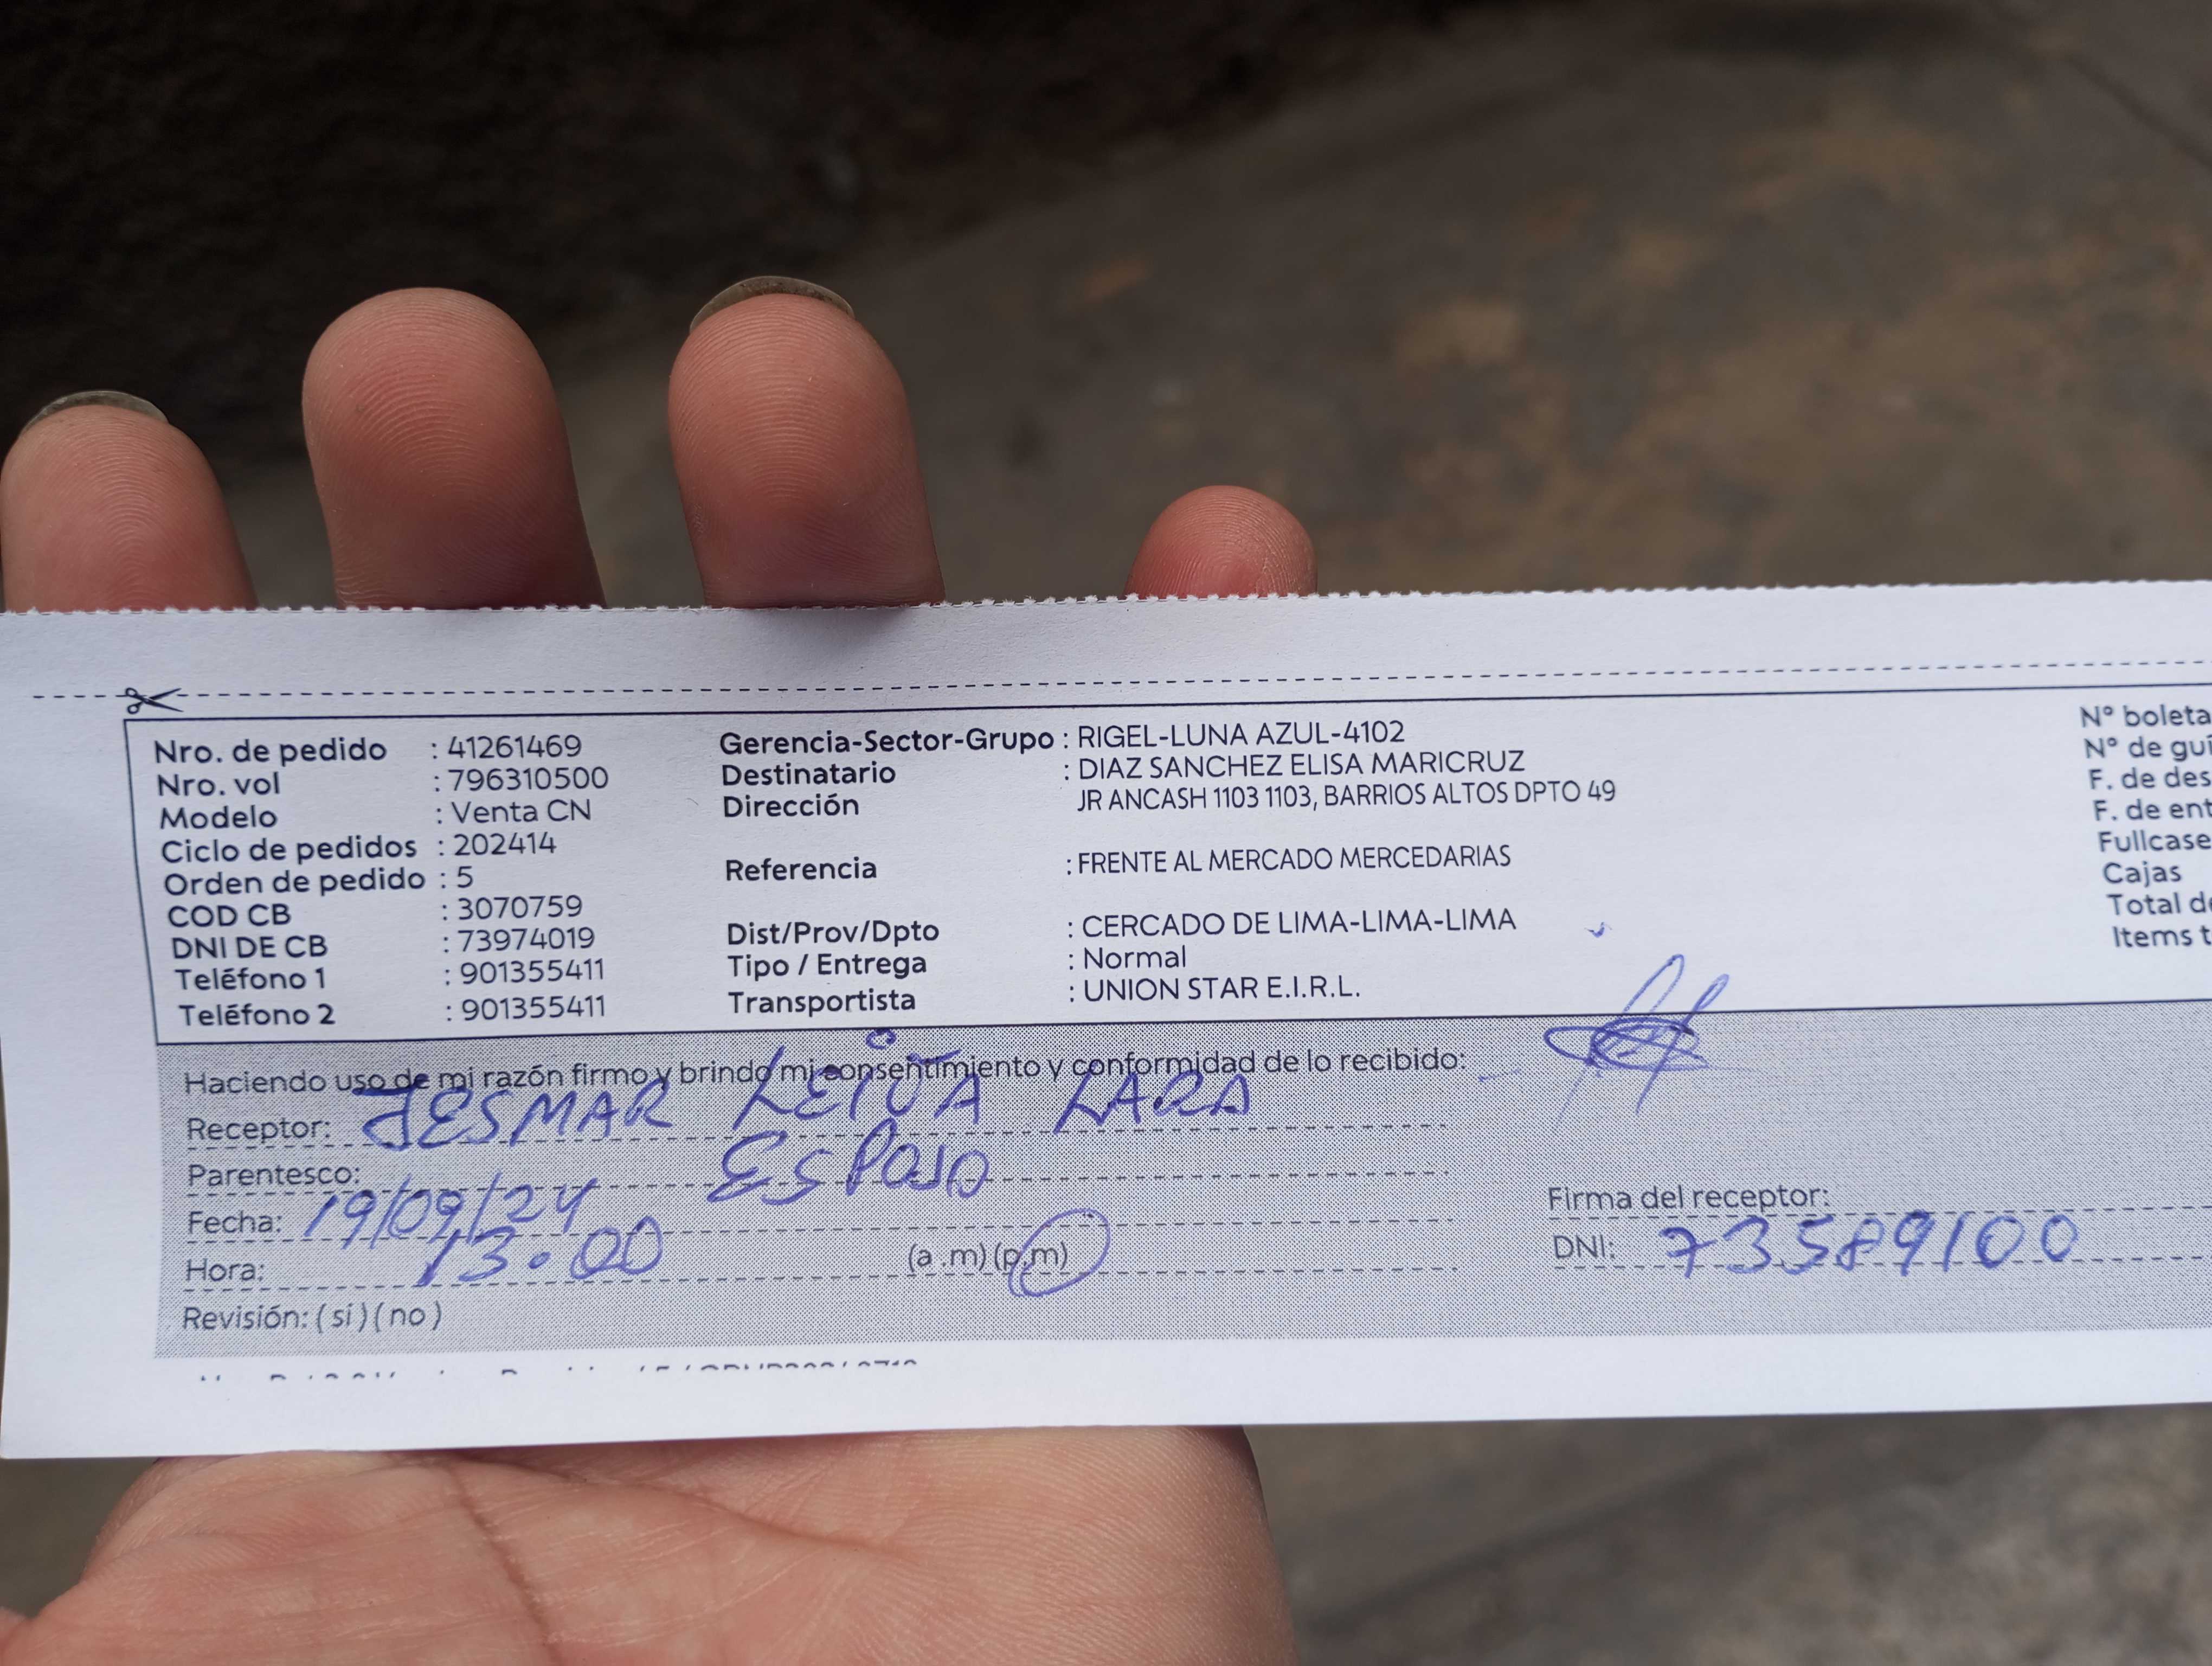 Nro. de pedido : 41261469
Nro. vol : 796310500
Modelo : Venta CN
Ciclo de pedidos : 202414
Orden de pedido : 5
COD CB : 3070759
DNI DE CB : 73974019
Teléfono 1 : 901355411
Teléfono 2 : 901355411
Gerencia-Sector-Grupo : RIGEL-LUNA AZUL-4102
Destinatario : DIAZ SANCHEZ ELISA MARICRUZ
Dirección JR ANCASH 1103 1103, BARRIOS ALTOS DPTO 49
Referencia : FRENTE AL MERCADO MERCEDARIAS
Dist/Prov/Dpto : CERCADO DE LIMA-LIMA-LIMA
Tipo / Entrega : Normal
Transportista : UNION STAR E.I.R.L.
Nº boleta
Nº de guí
F. de des
F. de ent
Fullcase
Cajas
Total de
Items t
Haciendo uso de mi razón firmo y brindo mi consentimiento y conformidad de lo recibido:
Receptor: JESMAR LEIVA LARA
Parentesco: ESPOSO
Fecha: 19/09/24
Hora: 13.00 (a .m) (p.m)
Revisión: ( si ) ( no )
Firma del receptor:
DNI: 73589100